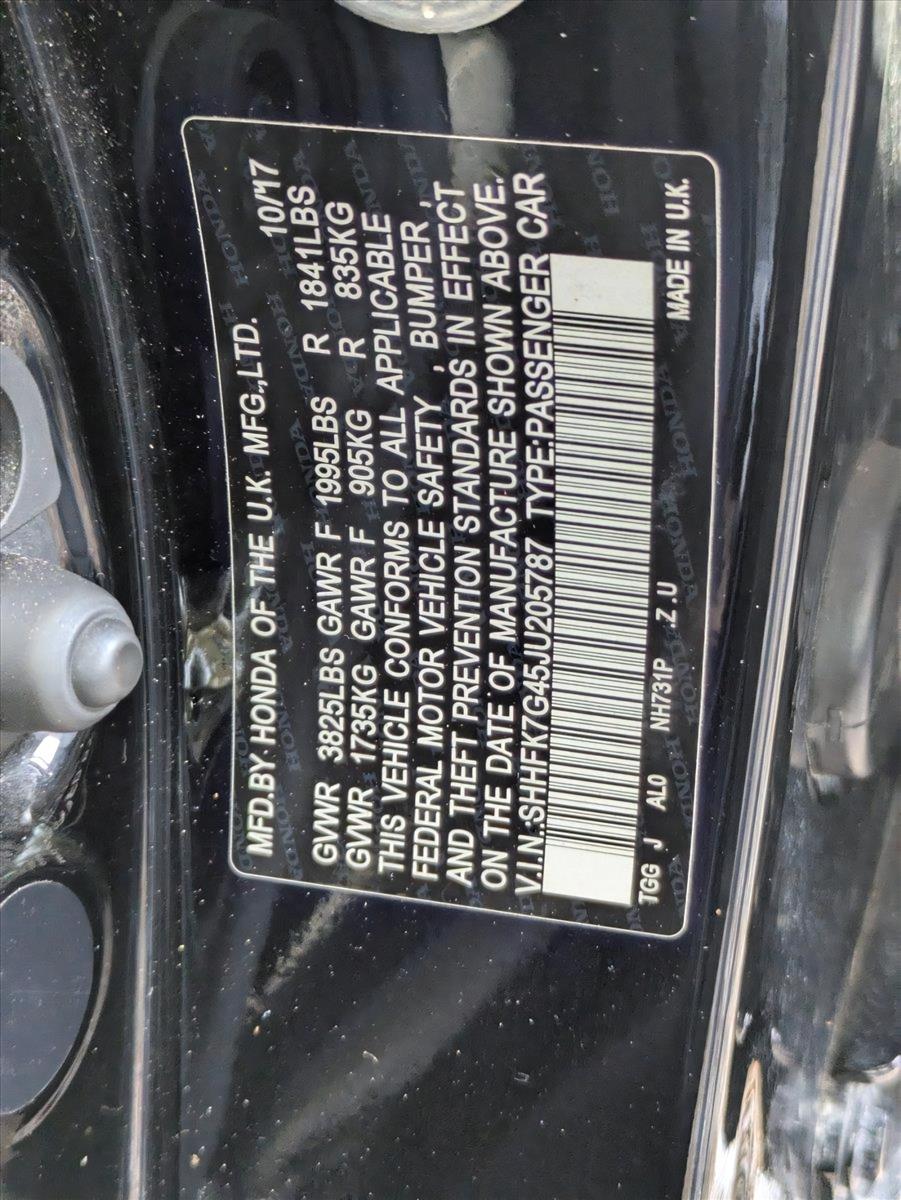 MFD.BY HONDA OF THE U.K. MFG.,LTD. 10/17
GVWR 3825LBS GAWR F 1995LBS R 1841LBS
GVWR 1735KG GAWR F 905KG R 835KG
THIS VEHICLE CONFORMS TO ALL APPLICABLE
FEDERAL MOTOR VEHICLE SAFETY , BUMPER ,
AND THEFT PREVENTION STANDARDS IN EFFECT
ON THE DATE OF MANUFACTURE SHOWN ABOVE.
V.I.N.:SHHFK7G45JU205787 TYPE:PASSENGER CAR
TGG J AL0 NH731P .Z.U MADE IN U.K.